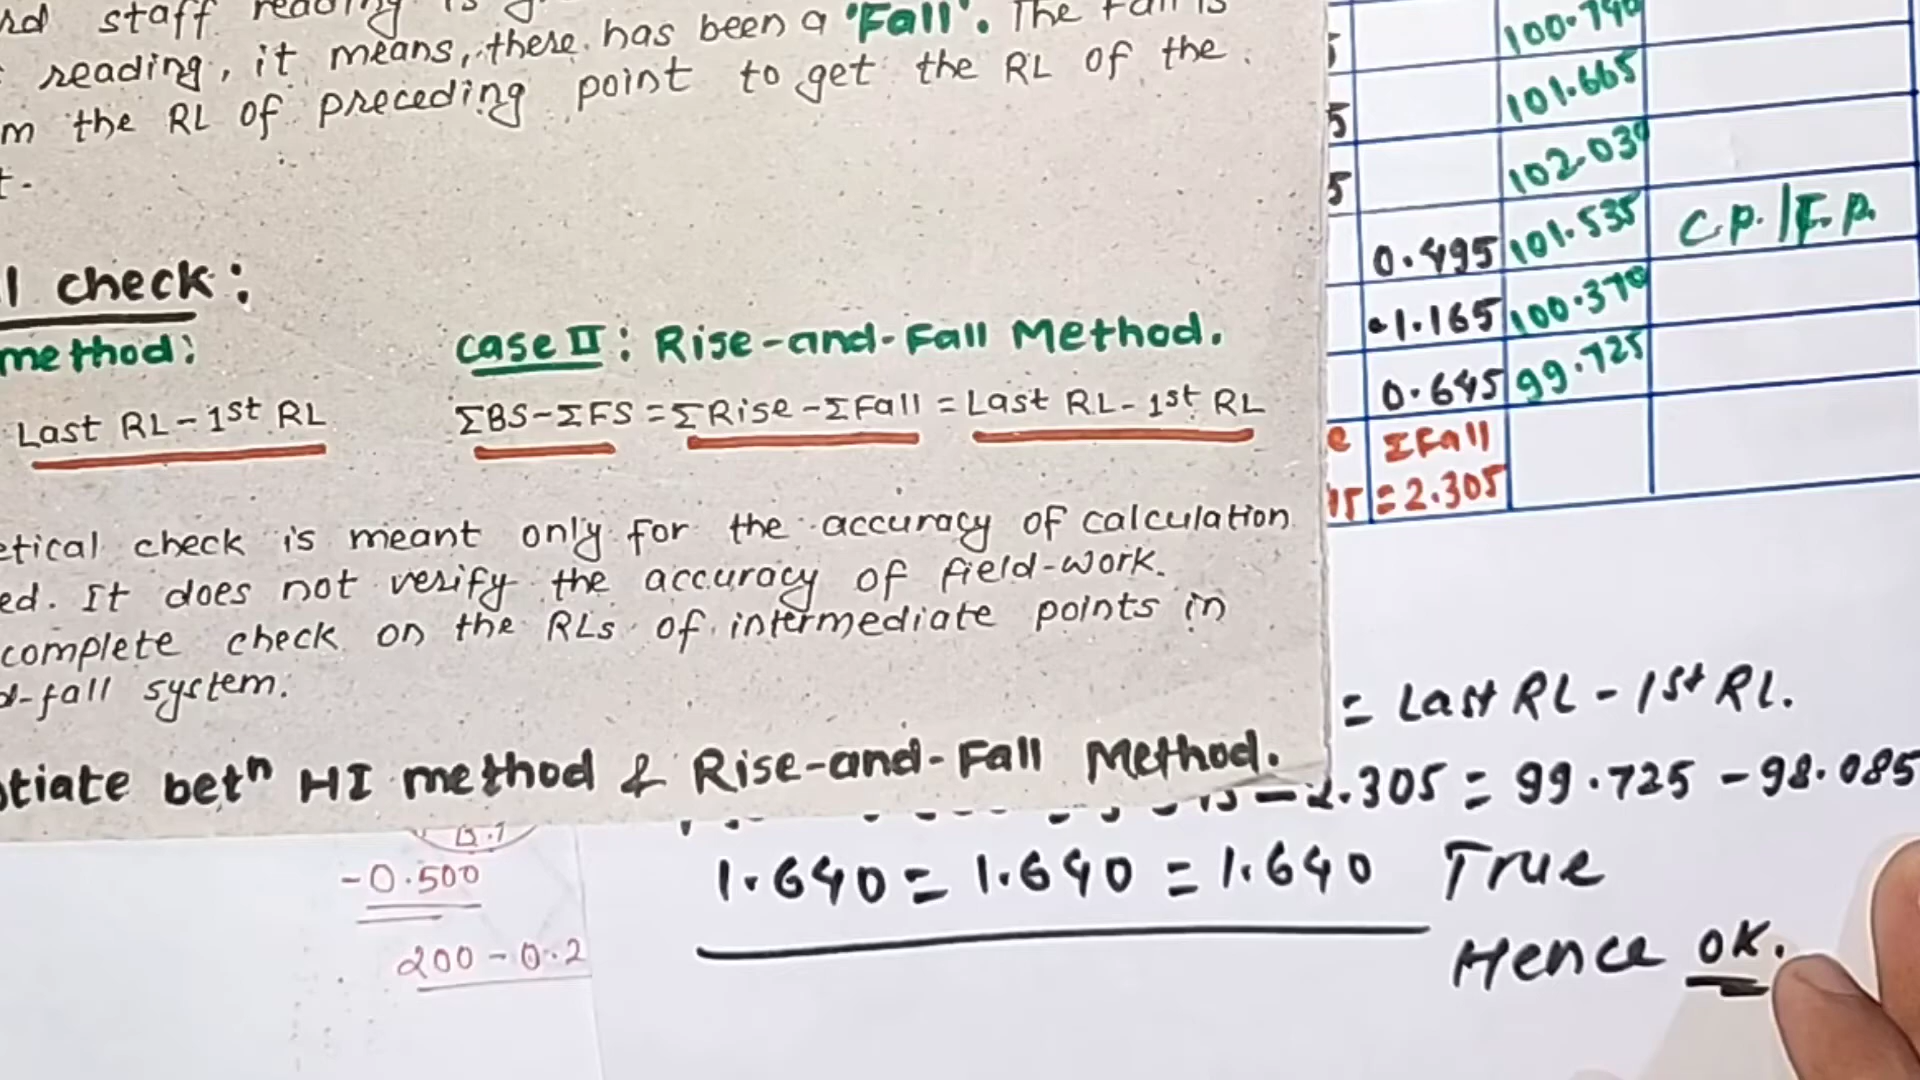 staff reading is
reading, it means, there has been a 'Fall'. The Fall is
the RL of preceding point to get the RL of the
check:
method:
Last RL - 1st RL
case II: Rise-and-Fall Method.
ΣBS-ΣFS = ΣRise-ΣFall = Last RL- 1st RL
check is meant only for the accuracy of calculation
ed. It does not verify the accuracy of field-work.
complete check on the RLs of intermediate points in
-fall system.
betⁿ HI method & Rise-and-Fall Method.
100.740
5 101.665
5 102.030
0.495 101.535 C.P./F.P.
1.165 100.370
0.645 99.725
ΣFall
= 2.305
= Last RL - 1st RL.
2.305 = 99.725 - 98.085
1.640 = 1.640 = 1.640 True
Hence OK.
-0.500
200 - 0.2